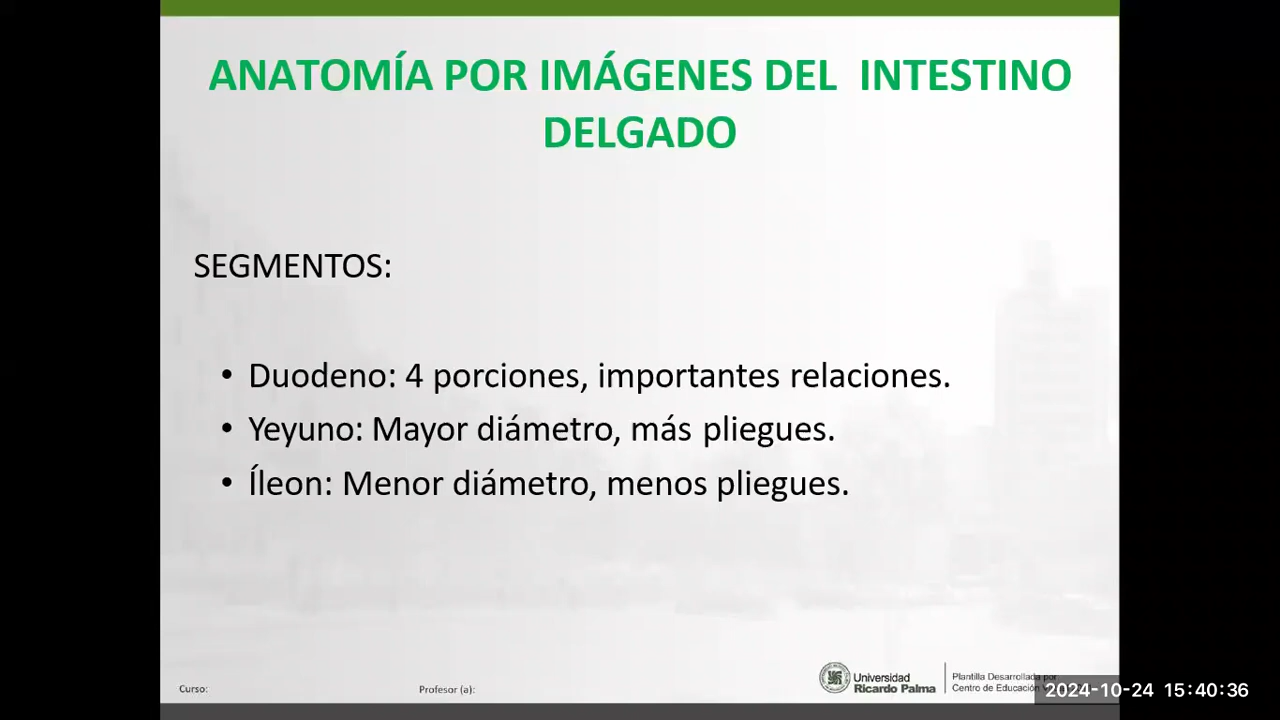 ANATOMÍA POR IMÁGENES DEL INTESTINO
DELGADO
SEGMENTOS:
• Duodeno: 4 porciones, importantes relaciones.
• Yeyuno: Mayor diámetro, más pliegues.
• Íleon: Menor diámetro, menos pliegues.
Curso:
Profesor (a):
Universidad
Ricardo Palma
Plantilla Desarrollada por
Centro de Educación
2024-10-24 15:40:36